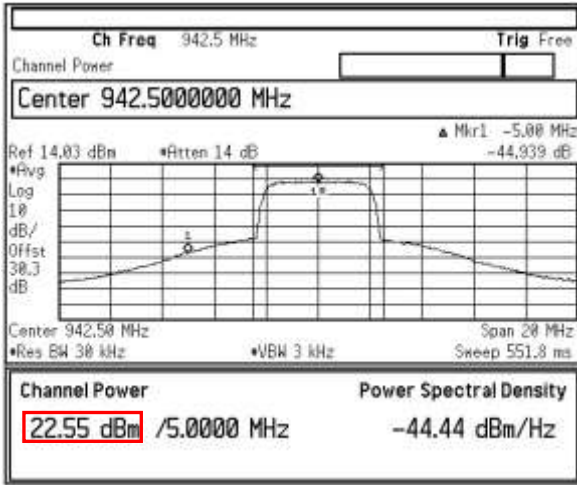 Ch Freq 942.5 MHz Trig Free
Channel Power
Center 942.5000000 MHz
▲ Mkr1 -5.00 MHz
Ref 14.03 dBm •Atten 14 dB -44.939 dB
•Avg
Log
10
dB/
Offst
30.3
dB
1
1R
Center 942.50 MHz Span 20 MHz
•Res BW 30 kHz •VBW 3 kHz Sweep 551.8 ms
Channel Power Power Spectral Density
22.55 dBm /5.0000 MHz -44.44 dBm/Hz